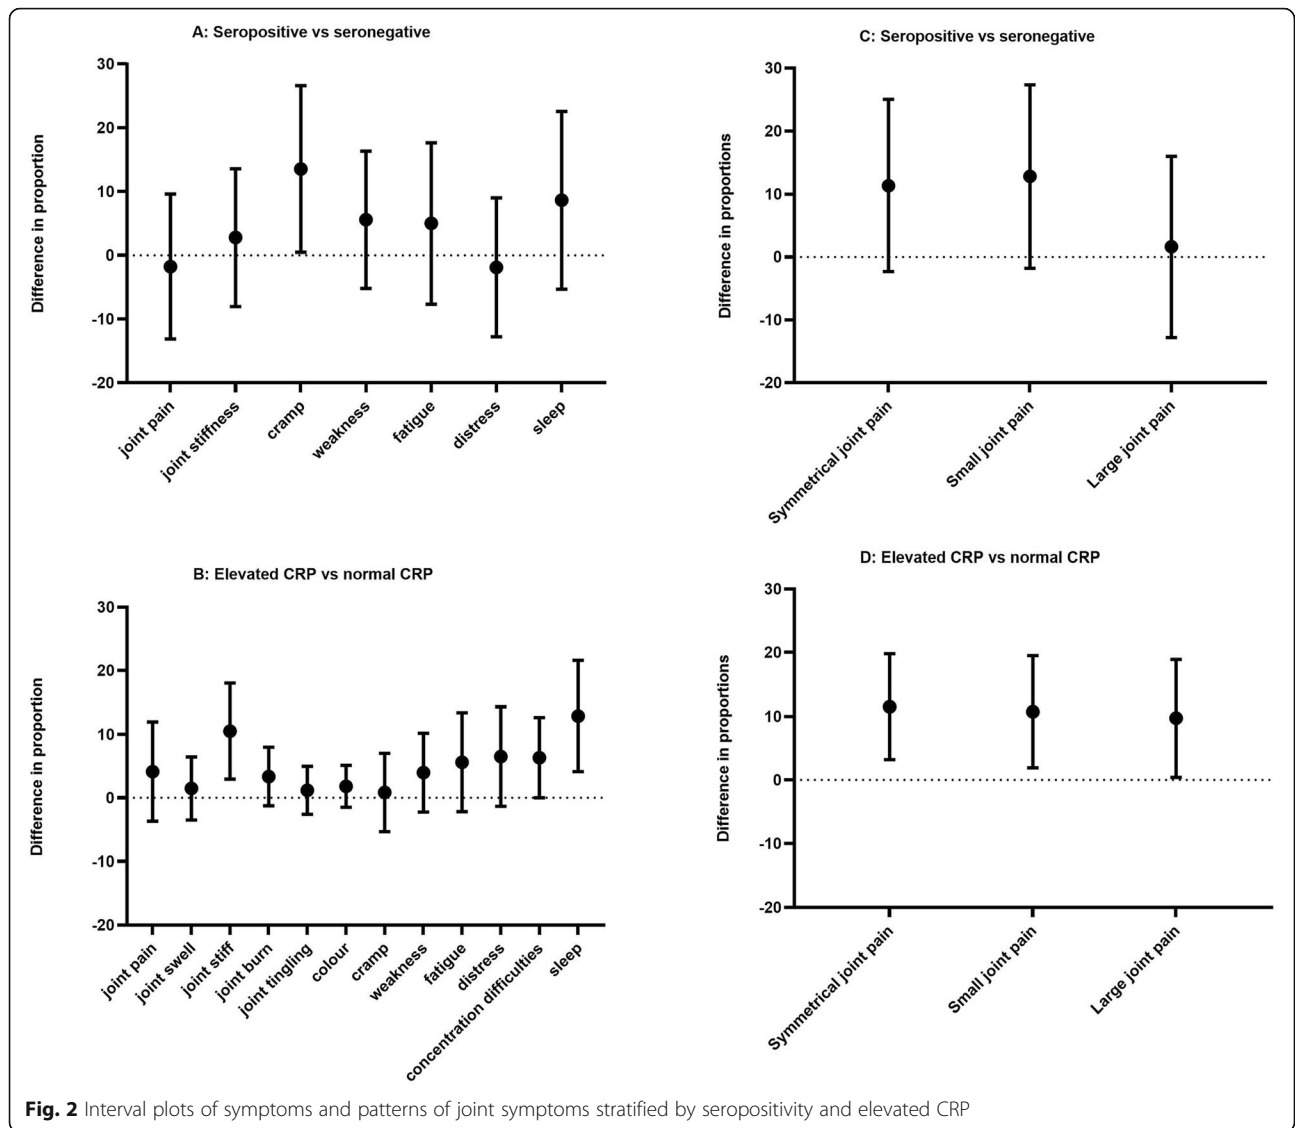 A: Seropositive vs seronegative
Difference in proportion
30
20
10
0
-10
-20
joint pain
joint stiffness
cramp
weakness
fatigue
distress
sleep
C: Seropositive vs seronegative
Difference in proportions
30
20
10
0
-10
-20
Symmetrical joint pain
Small joint pain
Large joint pain
B: Elevated CRP vs normal CRP
Difference in proportion
30
20
10
0
-10
-20
joint pain
joint swell
joint stiff
joint burn
joint tingling
colour
cramp
weakness
fatigue
distress
concentration difficulties
sleep
D: Elevated CRP vs normal CRP
Difference in proportions
30
20
10
0
-10
-20
Symmetrical joint pain
Small joint pain
Large joint pain
Fig. 2 Interval plots of symptoms and patterns of joint symptoms stratified by seropositivity and elevated CRP